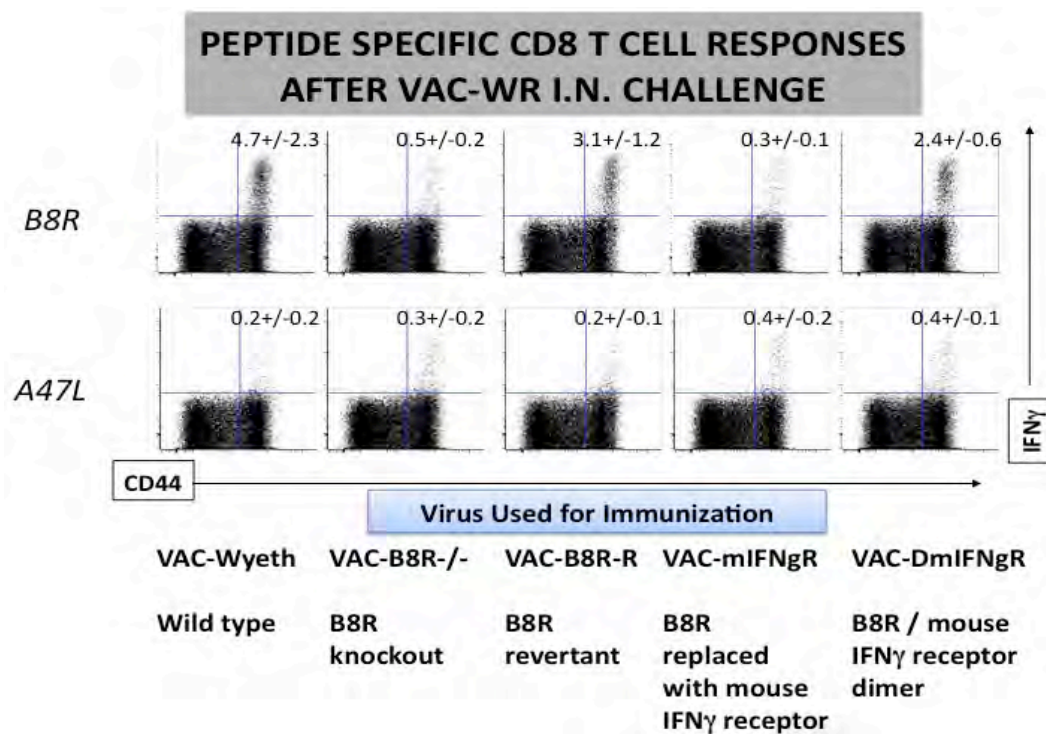 PEPTIDE SPECIFIC CD8 T CELL RESPONSES
AFTER VAC-WR I.N. CHALLENGE
4.7+/-2.3 0.5+/-0.2 3.1+/-1.2 0.3+/-0.1 2.4+/-0.6
B8R
0.2+/-0.2 0.3+/-0.2 0.2+/-0.1 0.4+/-0.2 0.4+/-0.1
A47L
IFNγ
CD44
Virus Used for Immunization
VAC-Wyeth VAC-B8R-/- VAC-B8R-R VAC-mIFNgR VAC-DmIFNgR
Wild type B8R B8R B8R B8R / mouse
knockout revertant replaced IFNγ receptor
with mouse dimer
IFNγ receptor